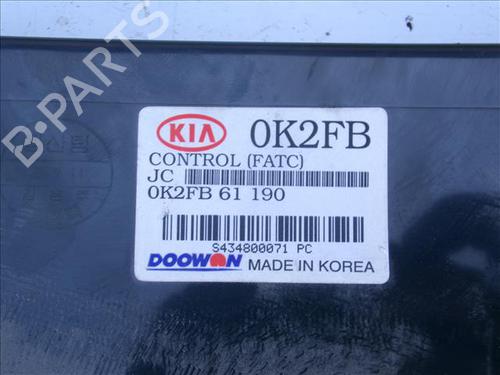 KIA 0K2FB
CONTROL (FATC)
JC
0K2FB 61 190
S434800071 PC
DOOWON MADE IN KOREA
B-PARTS